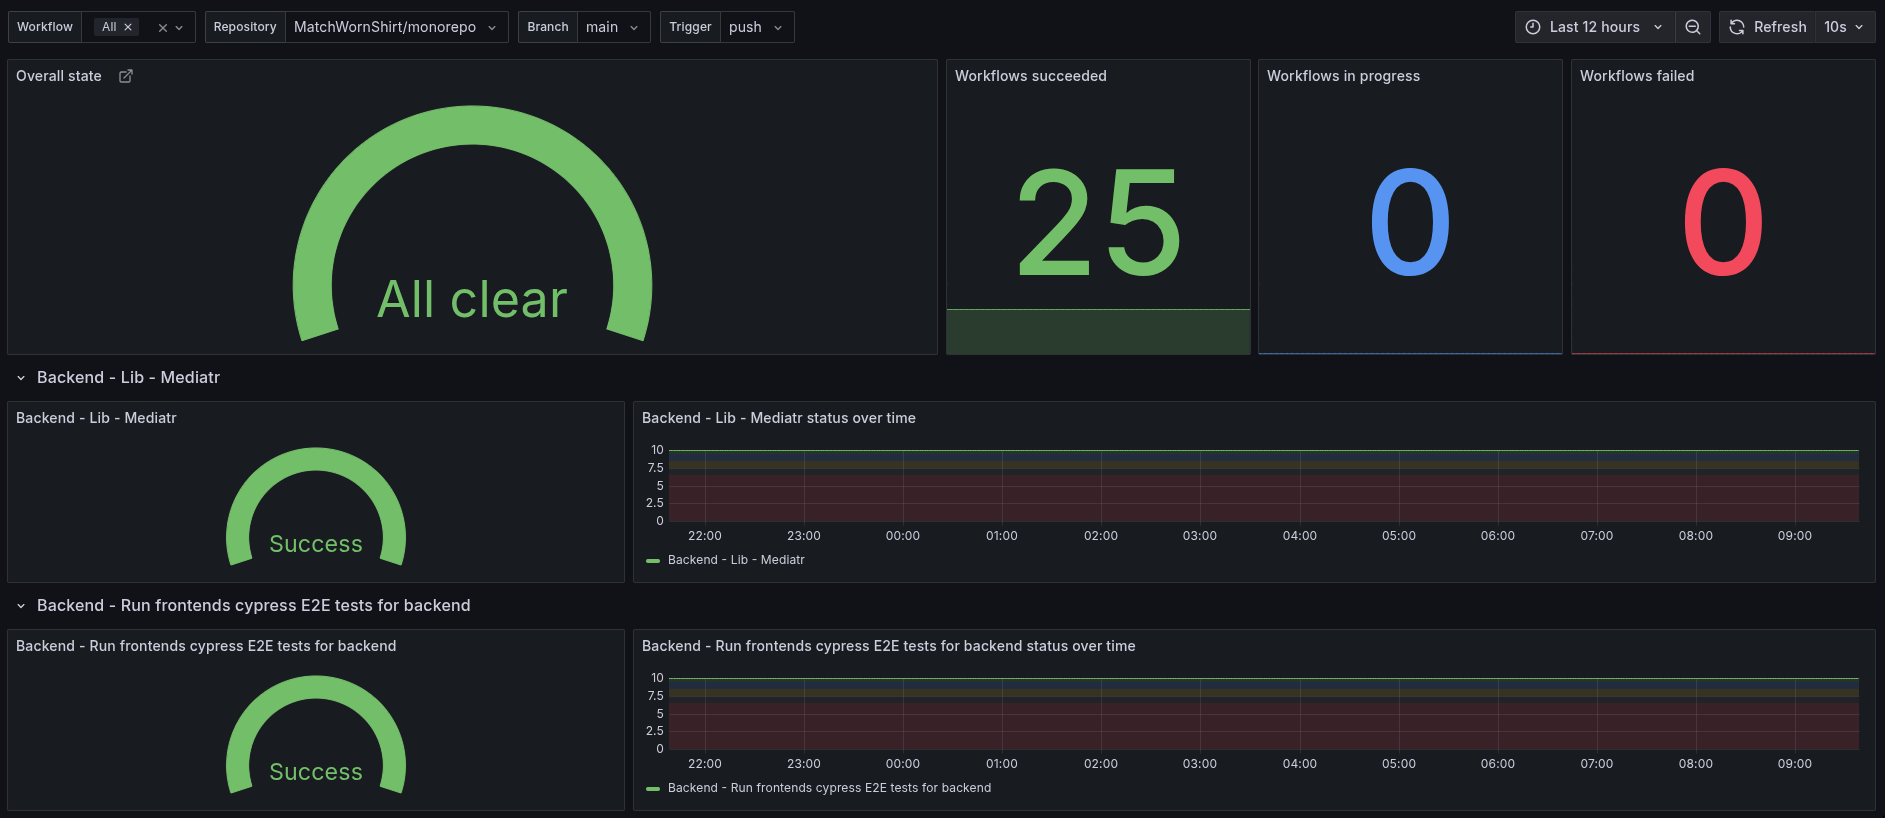 Workflow All Repository MatchWornShirt/monorepo Branch main Trigger push Last 12 hours Refresh 10s
Overall state
All clear
Workflows succeeded
25
Workflows in progress
0
Workflows failed
0
Backend - Lib - Mediatr
Backend - Lib - Mediatr
Success
Backend - Lib - Mediatr status over time
10
7.5
5
2.5
0
22:00 23:00 00:00 01:00 02:00 03:00 04:00 05:00 06:00 07:00 08:00 09:00
Backend - Lib - Mediatr
Backend - Run frontends cypress E2E tests for backend
Backend - Run frontends cypress E2E tests for backend
Success
Backend - Run frontends cypress E2E tests for backend status over time
10
7.5
5
2.5
0
22:00 23:00 00:00 01:00 02:00 03:00 04:00 05:00 06:00 07:00 08:00 09:00
Backend - Run frontends cypress E2E tests for backend